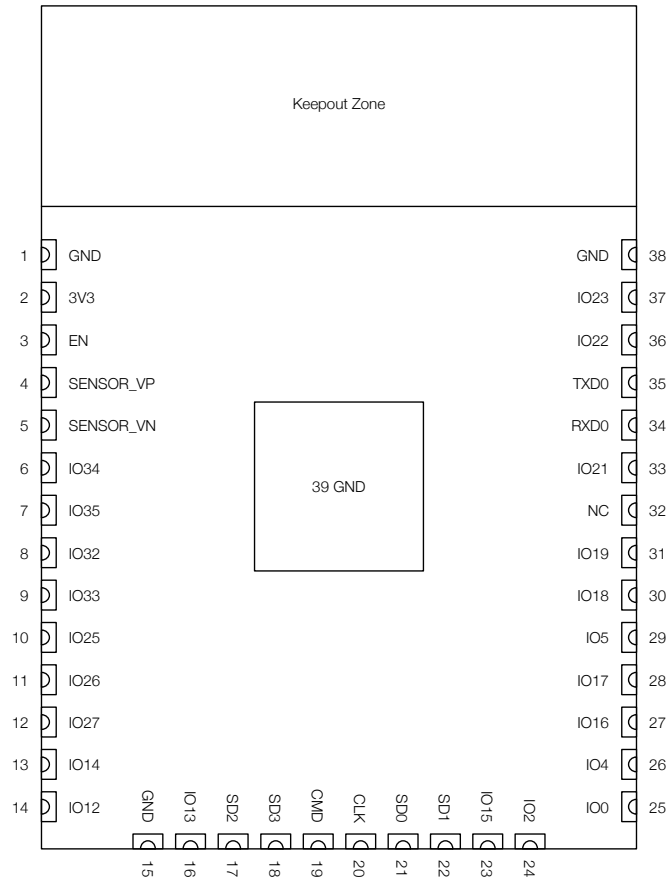 Keepout Zone
1 GND GND 38
2 3V3 IO23 37
3 EN IO22 36
4 SENSOR_VP TXD0 35
5 SENSOR_VN RXD0 34
6 IO34 IO21 33
39 GND
7 IO35 NC 32
8 IO32 IO19 31
9 IO33 IO18 30
10 IO25 IO5 29
11 IO26 IO17 28
12 IO27 IO16 27
13 IO14 IO4 26
14 IO12 IO0 25
GND IO13 SD2 SD3 CMD CLK SD0 SD1 IO15 IO2
15 16 17 18 19 20 21 22 23 24